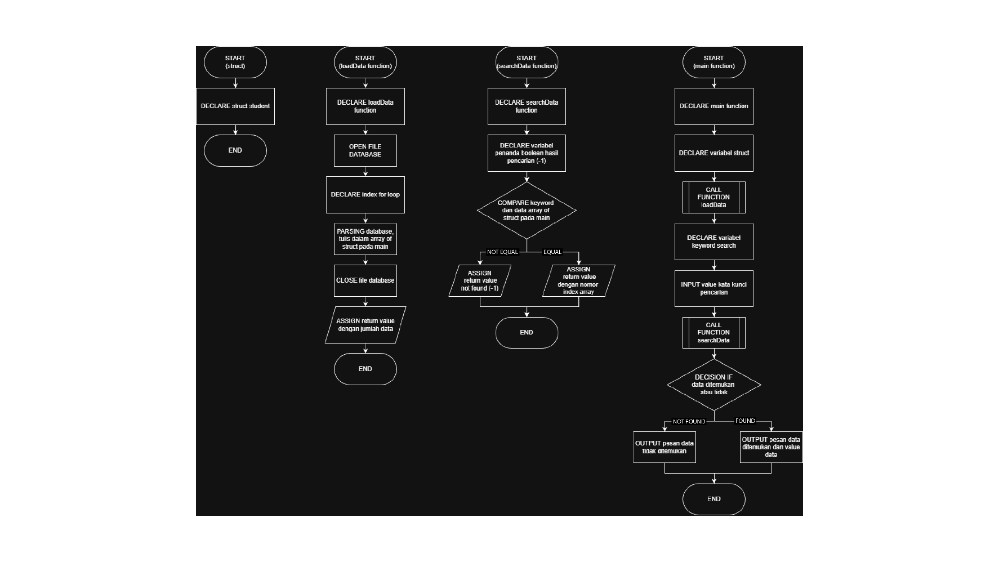 START
(struct)
DECLARE struct student
END
START
(loadData function)
DECLARE loadData
function
OPEN FILE
DATABASE
DECLARE index for loop
PARSING database,
tulis dalam array of
struct pada main
CLOSE file database
ASSIGN return value
dengan jumlah data
END
START
(searchData function)
DECLARE searchData
function
DECLARE variabel
penanda boolean hasil
pencarian (-1)
COMPARE keyword
dan data array of
struct pada main
NOT EQUAL
EQUAL
ASSIGN
return value
not found (-1)
ASSIGN
return value
dengan nomor
index array
END
START
(main function)
DECLARE main function
DECLARE variabel struct
CALL
FUNCTION
loadData
DECLARE variabel
keyword search
INPUT value kata kunci
pencarian
CALL
FUNCTION
searchData
DECISION IF
data ditemukan
atau tidak
NOT FOUND
FOUND
OUTPUT pesan data
tidak ditemukan
OUTPUT pesan data
ditemukan dan value
data
END